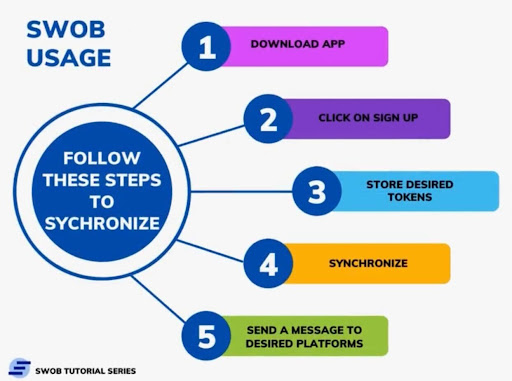 SWOB
USAGE
FOLLOW
THESE STEPS
TO
SYCHRONIZE
1
DOWNLOAD APP
2
CLICK ON SIGN UP
3
STORE DESIRED
TOKENS
4
SYNCHRONIZE
5
SEND A MESSAGE TO
DESIRED PLATFORMS
SWOB TUTORIAL SERIES